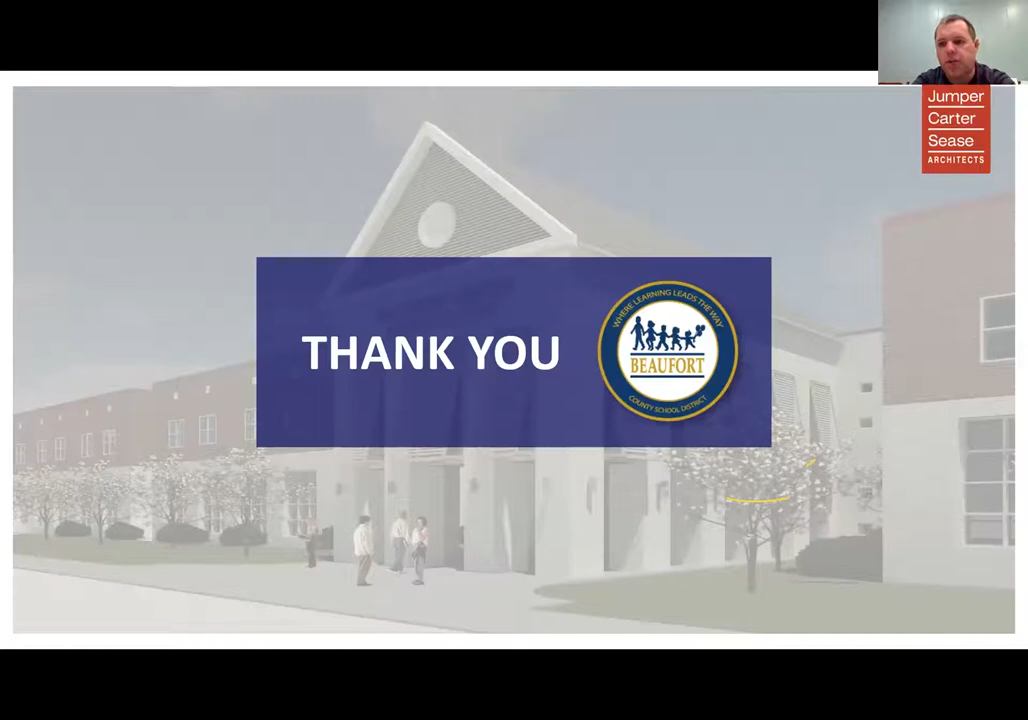 Jumper
Carter
Sease
ARCHITECTS
THANK YOU
WHERE LEARNING LEADS THE WAY
BEAUFORT
COUNTY SCHOOL DISTRICT